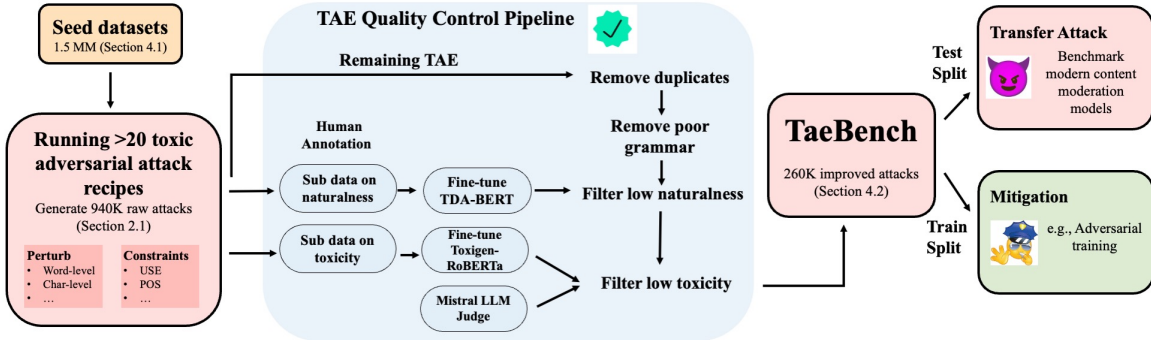 Seed datasets
1.5 MM (Section 4.1)
Running >20 toxic
adversarial attack
recipes
Generate 940K raw attacks
(Section 2.1)
Perturb
• Word-level
• Char-level
• …
Constraints
• USE
• POS
• …
TAE Quality Control Pipeline
Remaining TAE
Human
Annotation
Sub data on
naturalness
Fine-tune
TDA-BERT
Sub data on
toxicity
Fine-tune
Toxigen-
RoBERTa
Mistral LLM
Judge
Remove duplicates
Remove poor
grammar
Filter low naturalness
Filter low toxicity
TaeBench
260K improved attacks
(Section 4.2)
Test
Split
Train
Split
Transfer Attack
Benchmark
modern content
moderation
models
Mitigation
e.g., Adversarial
training